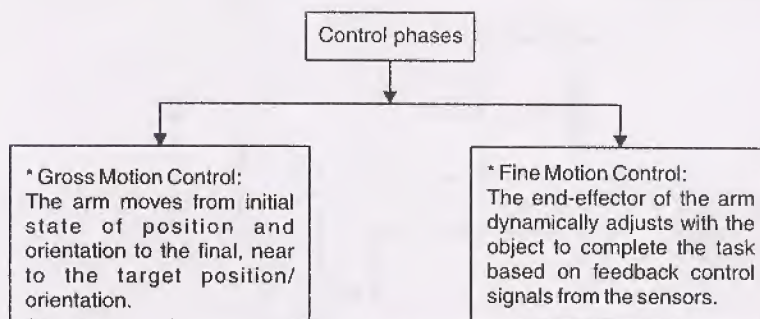 Control phases
* Gross Motion Control:
The arm moves from initial
state of position and
orientation to the final, near
to the target position/
orientation.
* Fine Motion Control:
The end-effector of the arm
dynamically adjusts with the
object to complete the task
based on feedback control
signals from the sensors.